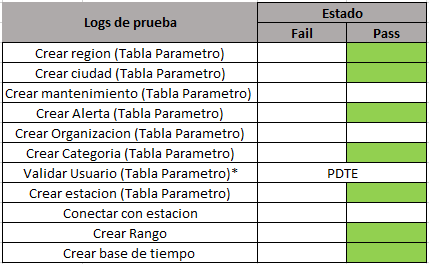 Logs de prueba
Estado
Fail
Pass
Crear region (Tabla Parametro)
Crear ciudad (Tabla Parametro)
Crear mantenimiento (Tabla Parametro)
Crear Alerta (Tabla Parametro)
Crear Organizacion (Tabla Parametro)
Crear Categoria (Tabla Parametro)
Validar Usuario (Tabla Parametro)* PDTE
Crear estacion (Tabla Parametro)
Conectar con estacion
Crear Rango
Crear base de tiempo